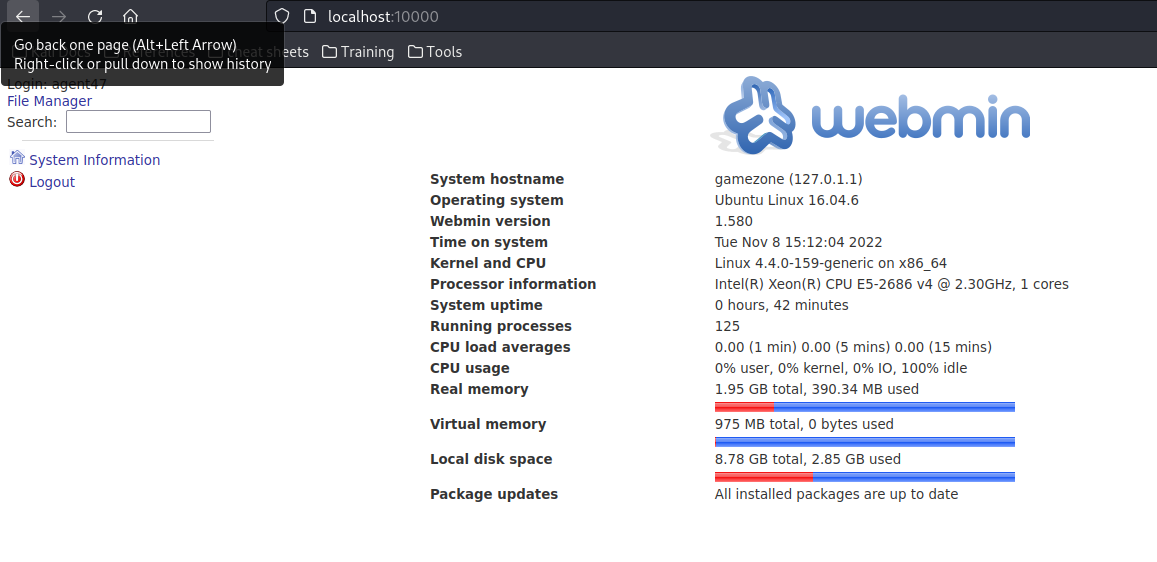 localhost:10000
Go back one page (Alt+Left Arrow)
Right-click or pull down to show history
sheets Training Tools
Login: agent47
File Manager
Search:
System Information
Logout
webmin
System hostname gamezone (127.0.1.1)
Operating system Ubuntu Linux 16.04.6
Webmin version 1.580
Time on system Tue Nov 8 15:12:04 2022
Kernel and CPU Linux 4.4.0-159-generic on x86_64
Processor information Intel(R) Xeon(R) CPU E5-2686 v4 @ 2.30GHz, 1 cores
System uptime 0 hours, 42 minutes
Running processes 125
CPU load averages 0.00 (1 min) 0.00 (5 mins) 0.00 (15 mins)
CPU usage 0% user, 0% kernel, 0% IO, 100% idle
Real memory 1.95 GB total, 390.34 MB used
Virtual memory 975 MB total, 0 bytes used
Local disk space 8.78 GB total, 2.85 GB used
Package updates All installed packages are up to date